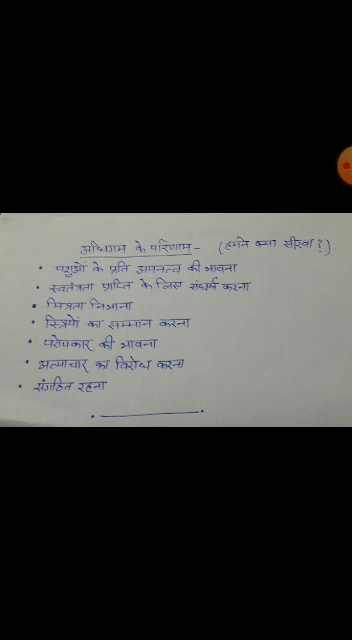 अधिगम के परिणाम - (हमने क्या सीखा?)
• पशुओं के प्रति अपनत्व की भावना
• स्वतंत्रता प्राप्ति के लिए संघर्ष करना
• मित्रता निभाना
• स्त्रियों का सम्मान करना
• परोपकार की भावना
• अत्याचार का विरोध करना
• संगठित रहना